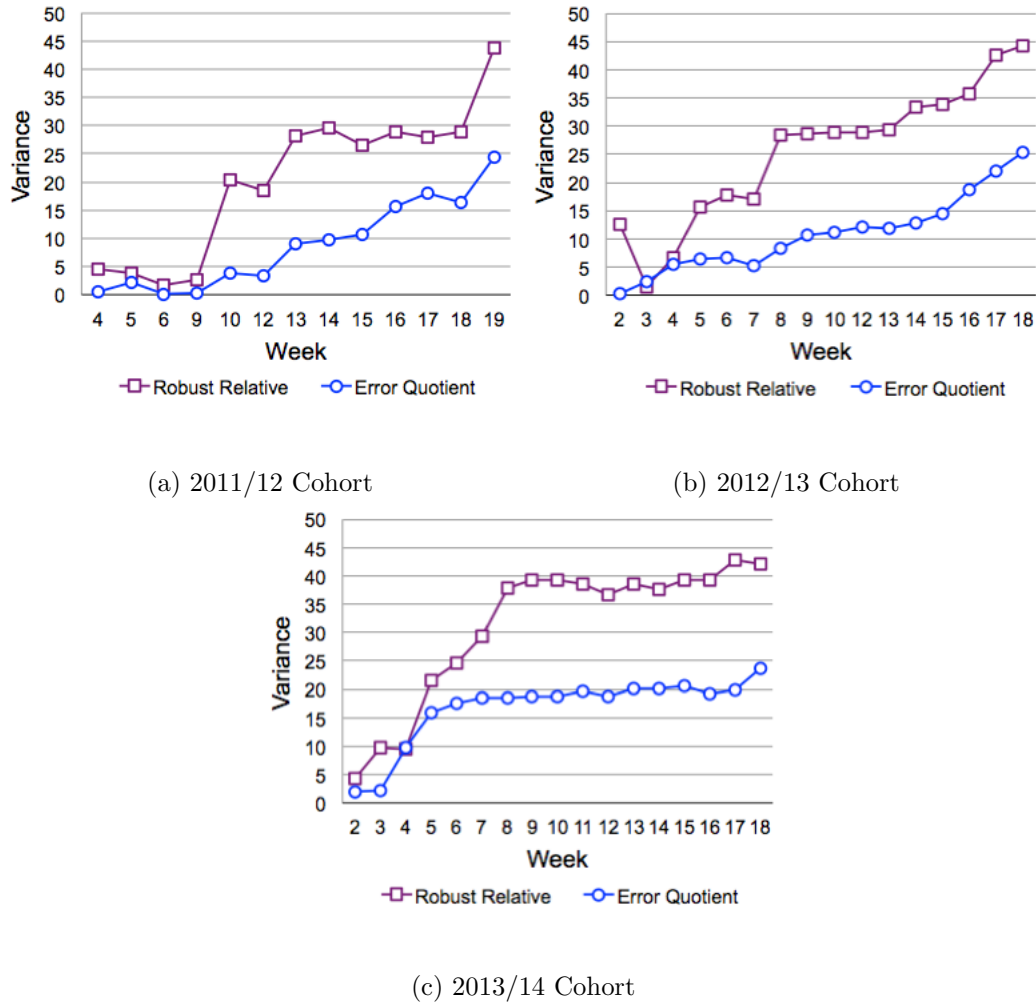 50
45
40
35
30
25
20
15
10
5
0
Variance
4 5 6 9 10 12 13 14 15 16 17 18 19
Week
Robust Relative Error Quotient
50
45
40
35
30
25
20
15
10
5
0
Variance
2 3 4 5 6 7 8 9 10 12 13 14 15 16 17 18
Week
Robust Relative Error Quotient
(a) 2011/12 Cohort
(b) 2012/13 Cohort
50
45
40
35
30
25
20
15
10
5
0
Variance
2 3 4 5 6 7 8 9 10 11 12 13 14 15 16 17 18
Week
Robust Relative Error Quotient
(c) 2013/14 Cohort